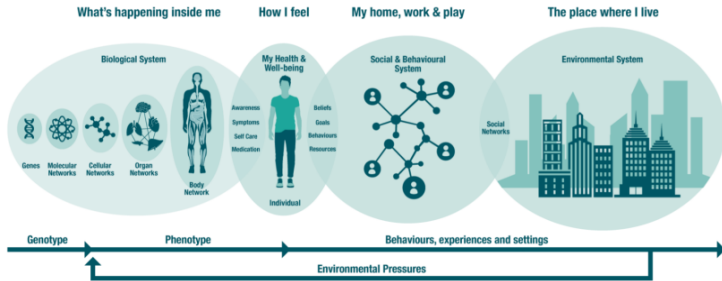 What's happening inside me
How I feel
My home, work & play
The place where I live
Biological System
My Health &
Well-being
Social & Behavioural
System
Environmental System
Awareness
Symptoms
Self Care
Medication
Beliefs
Goals
Behaviours
Resources
Social
Networks
Genes
Molecular
Networks
Cellular
Networks
Organ
Networks
Body
Network
Individual
Genotype
Phenotype
Behaviours, experiences and settings
Environmental Pressures